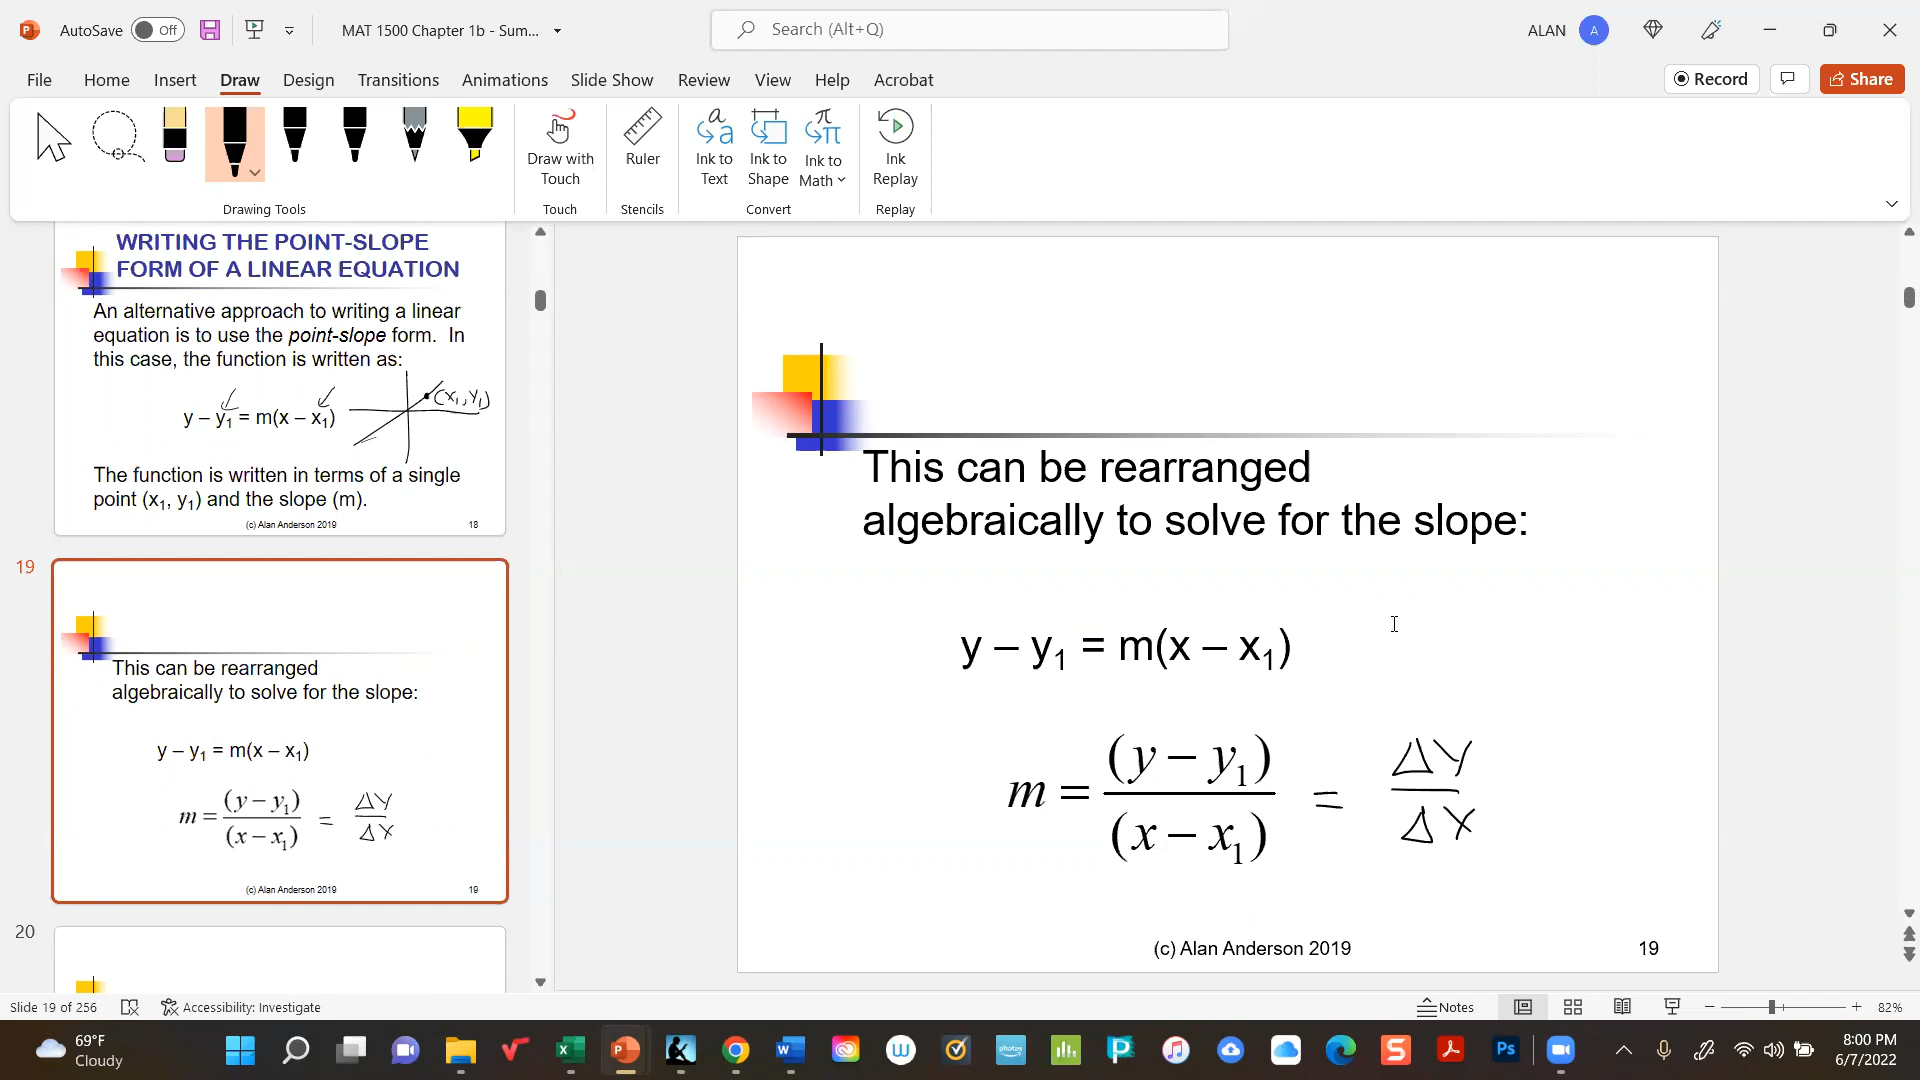 AutoSave Off MAT 1500 Chapter 1b - Sum... Search (Alt+Q) ALAN A
File Home Insert Draw Design Transitions Animations Slide Show Review View Help Acrobat Record Share
Draw with Touch
Ruler
Ink to Text
Ink to Shape
Ink to Math
Ink Replay
Drawing Tools Touch Stencils Convert Replay
WRITING THE POINT-SLOPE
FORM OF A LINEAR EQUATION
An alternative approach to writing a linear
equation is to use the point-slope form. In
this case, the function is written as:
y – y₁ = m(x – x₁) (x₁, y₁)
The function is written in terms of a single
point (x₁, y₁) and the slope (m).
(c) Alan Anderson 2019 18
19
This can be rearranged
algebraically to solve for the slope:
y – y₁ = m(x – x₁)
m = (y − y₁) / (x − x₁) = ΔY / ΔX
(c) Alan Anderson 2019 19
20
This can be rearranged
algebraically to solve for the slope:
y – y₁ = m(x – x₁)
m = (y − y₁) / (x − x₁) = ΔY / ΔX
(c) Alan Anderson 2019 19
Slide 19 of 256 Accessibility: Investigate Notes 82%
69°F
Cloudy
8:00 PM
6/7/2022